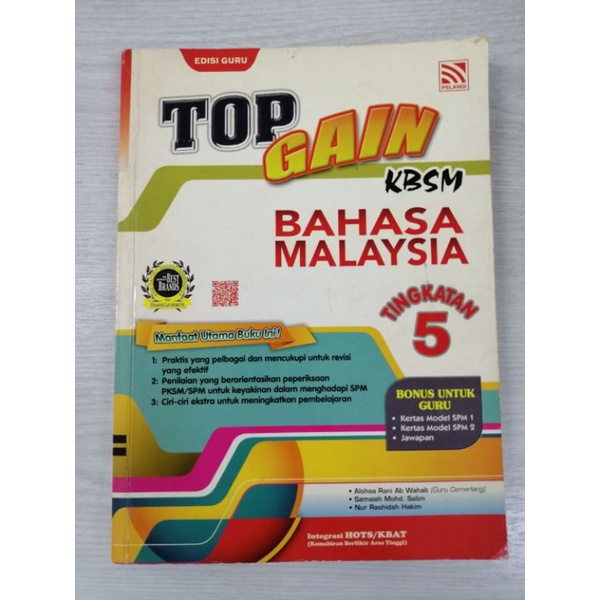 EDISI GURU
PELANGI
TOP
GAIN
KBSM
BAHASA
MALAYSIA
TINGKATAN
5
BEST
BRANDS
Manfaat Utama Buku Ini!
1: Praktis yang pelbagai dan mencukupi untuk revisi
yang efektif
2: Penilaian yang berorientasikan peperiksaan
PKSM/SPM untuk keyakinan dalam menghadapi SPM
3: Ciri-ciri ekstra untuk meningkatkan pembelajaran
BONUS UNTUK
GURU
• Kertas Model SPM 1
• Kertas Model SPM 2
• Jawapan
• Aishaa Rani Ab Wahab (Guru Cemerlang)
• Samsiah Mohd. Salim
• Nur Rashidah Hakim
Integrasi HOTS/KBAT
(Kemahiran Berfikir Aras Tinggi)